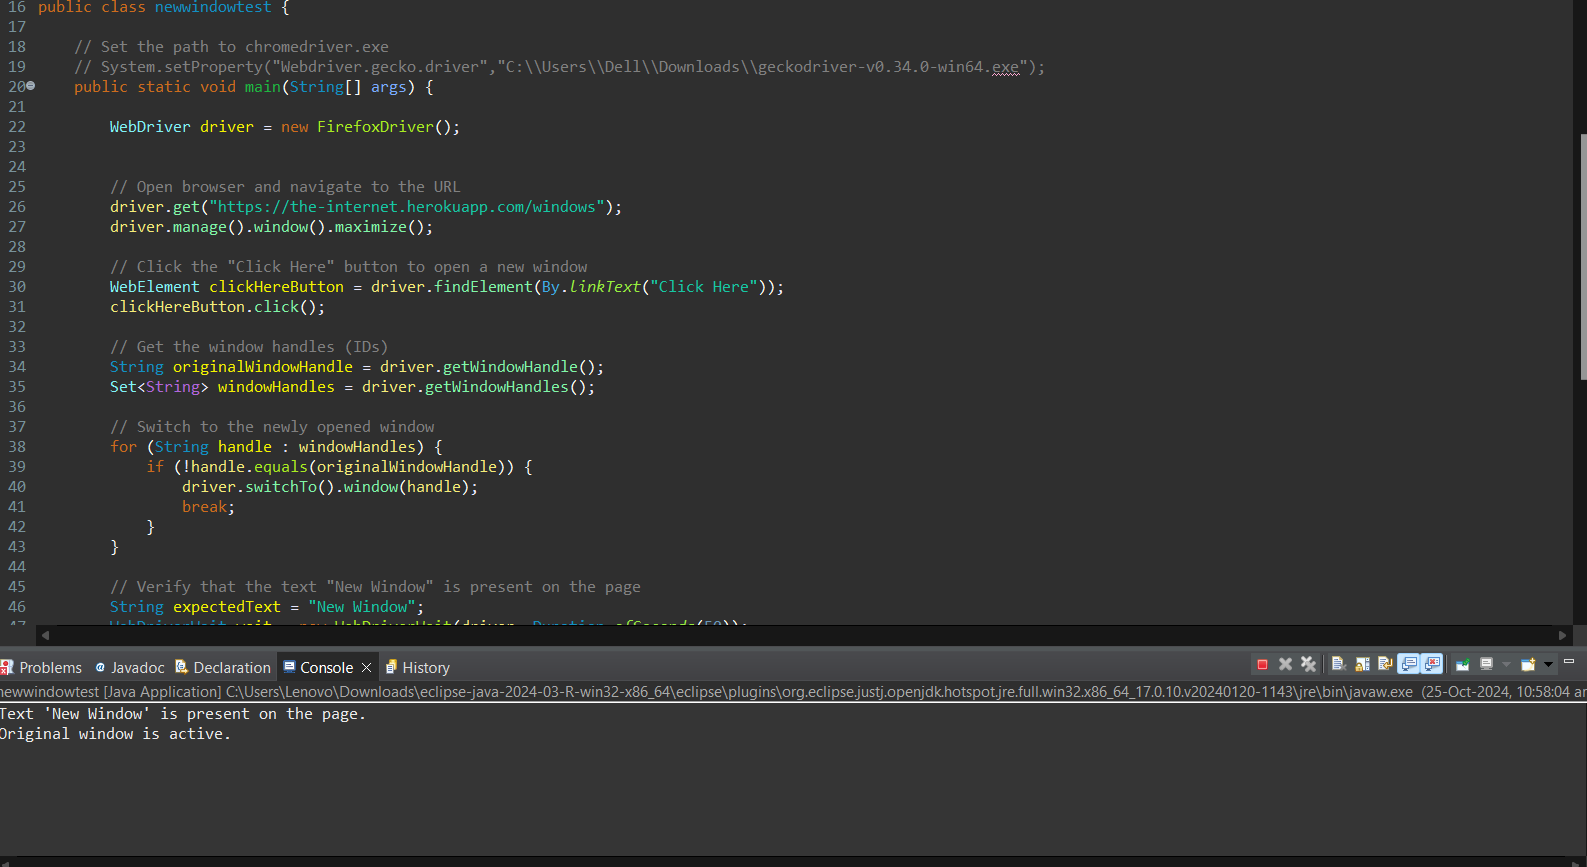 16 public class newwindowtest {
17
18 // Set the path to chromedriver.exe
19 // System.setProperty("Webdriver.gecko.driver","C:\\Users\\Dell\\Downloads\\geckodriver-v0.34.0-win64.exe");
20 public static void main(String[] args) {
21
22 WebDriver driver = new FirefoxDriver();
23
24
25 // Open browser and navigate to the URL
26 driver.get("https://the-internet.herokuapp.com/windows");
27 driver.manage().window().maximize();
28
29 // Click the "Click Here" button to open a new window
30 WebElement clickHereButton = driver.findElement(By.linkText("Click Here"));
31 clickHereButton.click();
32
33 // Get the window handles (IDs)
34 String originalWindowHandle = driver.getWindowHandle();
35 Set<String> windowHandles = driver.getWindowHandles();
36
37 // Switch to the newly opened window
38 for (String handle : windowHandles) {
39 if (!handle.equals(originalWindowHandle)) {
40 driver.switchTo().window(handle);
41 break;
42 }
43 }
44
45 // Verify that the text "New Window" is present on the page
46 String expectedText = "New Window";
47 WebDriverWait wait = new WebDriverWait(driver, Duration.ofSeconds(50));
Problems @ Javadoc Declaration Console History
newwindowtest [Java Application] C:\Users\Lenovo\Downloads\eclipse-java-2024-03-R-win32-x86_64\eclipse\plugins\org.eclipse.justj.openjdk.hotspot.jre.full.win32.x86_64_17.0.10.v20240120-1143\jre\bin\javaw.exe (25-Oct-2024, 10:58:04 am
Text 'New Window' is present on the page.
Original window is active.